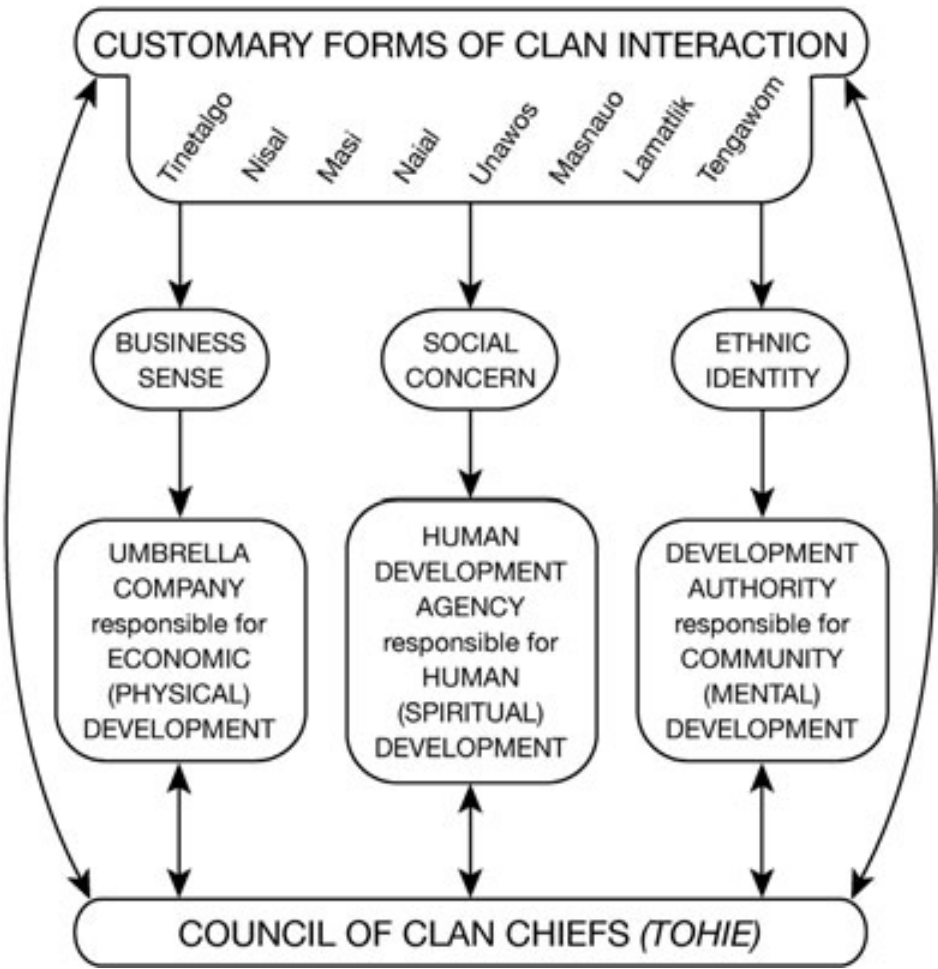 CUSTOMARY FORMS OF CLAN INTERACTION
Tinetalgo
Nisal
Masi
Naial
Unawos
Masnauo
Lamatlik
Tengawom
BUSINESS
SENSE
SOCIAL
CONCERN
ETHNIC
IDENTITY
UMBRELLA
COMPANY
responsible for
ECONOMIC
(PHYSICAL)
DEVELOPMENT
HUMAN
DEVELOPMENT
AGENCY
responsible for
HUMAN
(SPIRITUAL)
DEVELOPMENT
DEVELOPMENT
AUTHORITY
responsible for
COMMUNITY
(MENTAL)
DEVELOPMENT
COUNCIL OF CLAN CHIEFS (TOHIE)